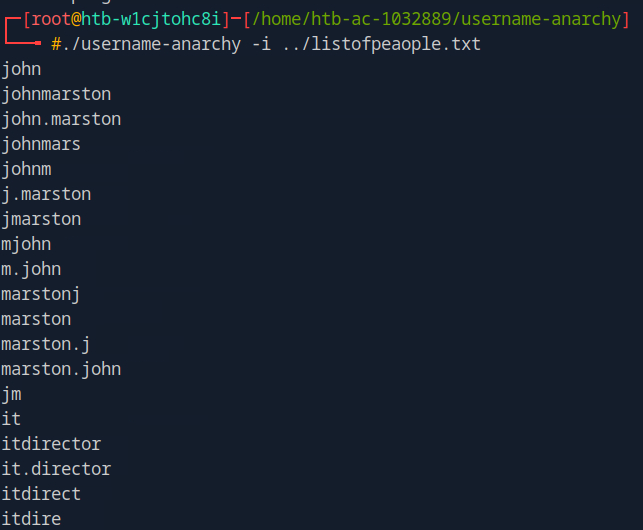 [root@htb-w1cjtohc8i]-[/home/htb-ac-1032889/username-anarchy]
#./username-anarchy -i ../listofpeaople.txt
john
johnmarston
john.marston
johnmars
johnm
j.marston
jmarston
mjohn
m.john
marstonj
marston
marston.j
marston.john
jm
it
itdirector
it.director
itdirect
itdire